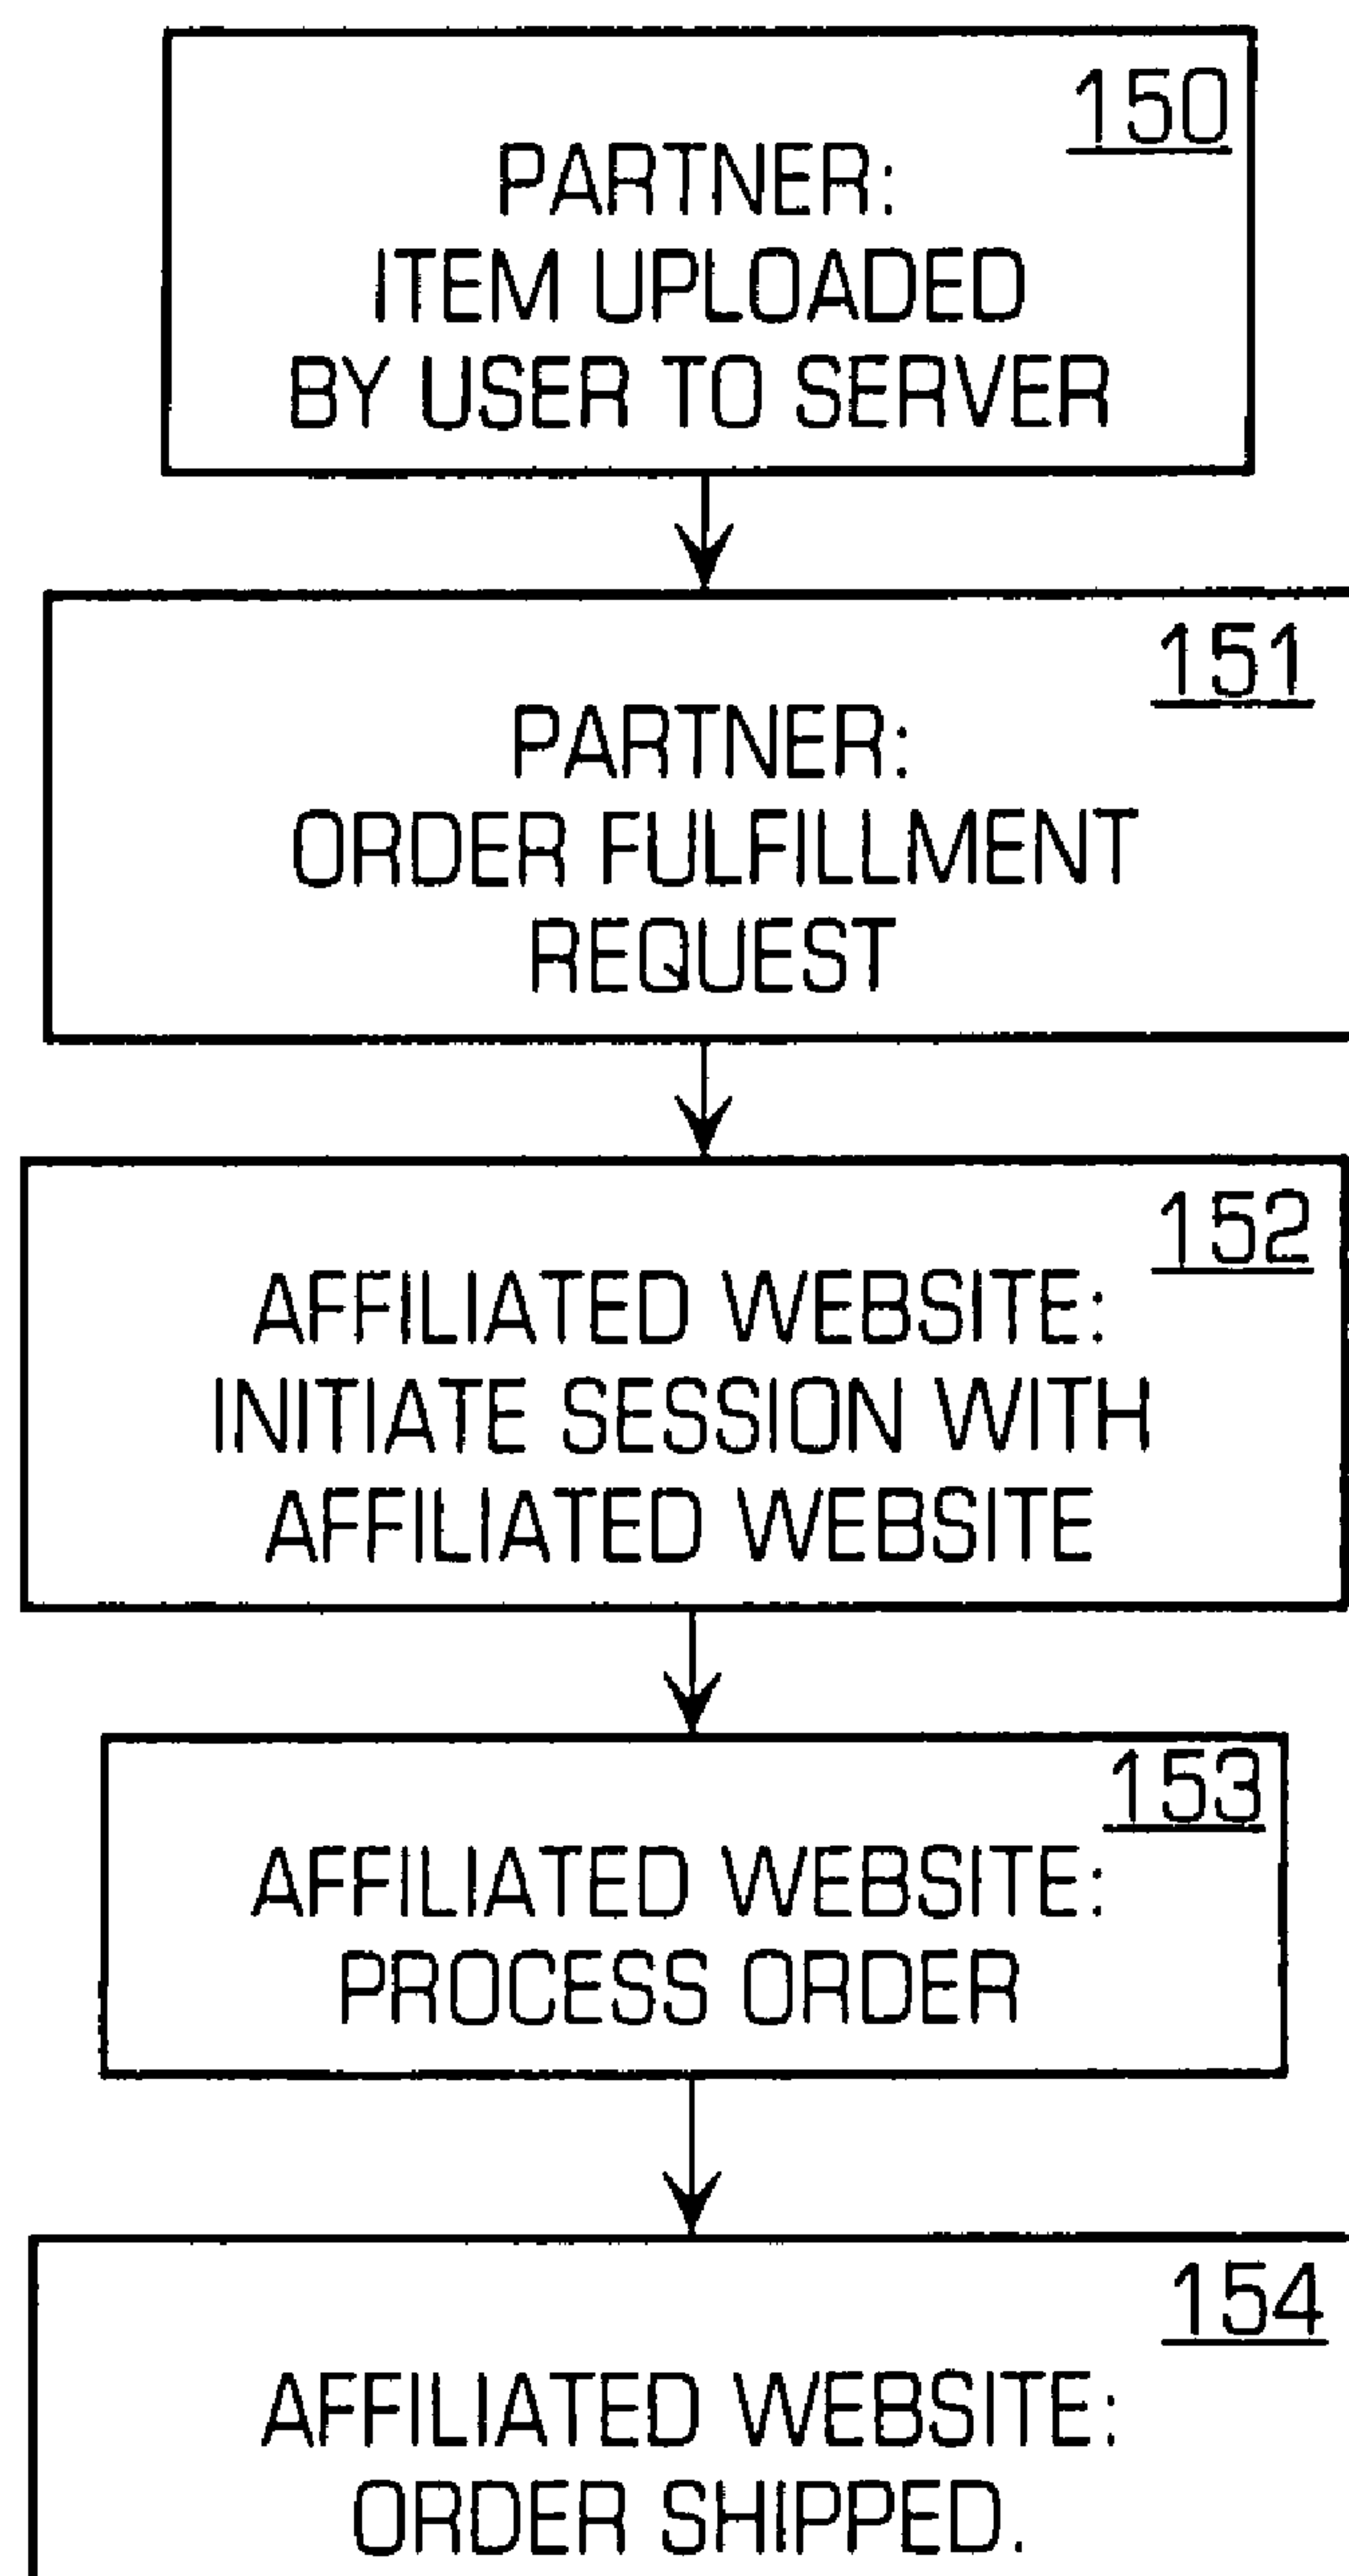 150
PARTNER:
ITEM UPLOADED
BY USER TO SERVER
151
PARTNER:
ORDER FULFILLMENT
REQUEST
152
AFFILIATED WEBSITE:
INITIATE SESSION WITH
AFFILIATED WEBSITE
153
AFFILIATED WEBSITE:
PROCESS ORDER
154
AFFILIATED WEBSITE:
ORDER SHIPPED.